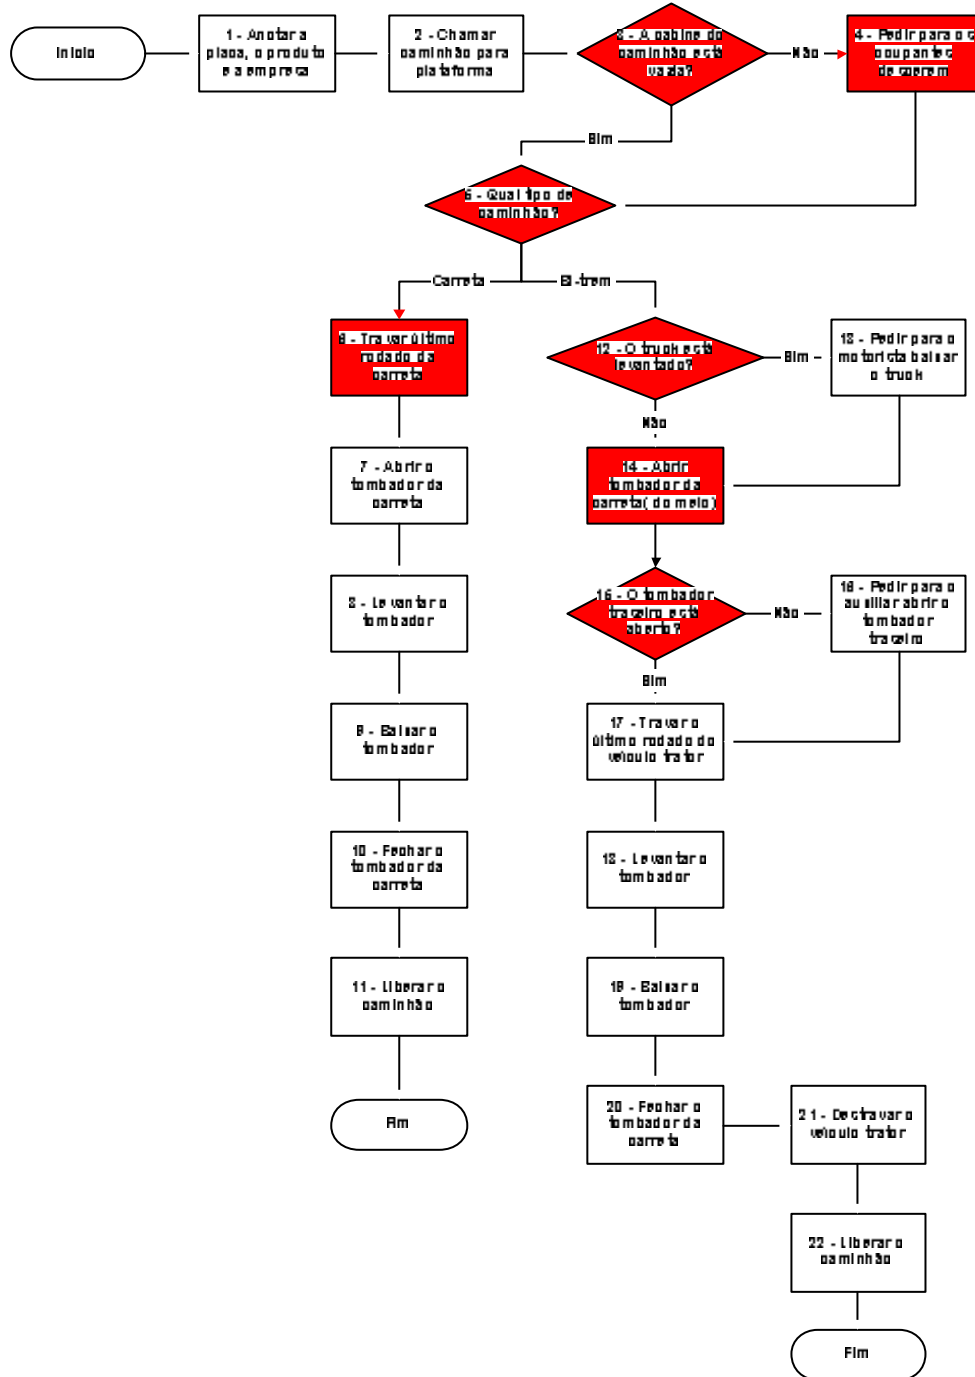 Início
1 - Anotar a
placa, o produto
e a empresa
2 - Chamar
caminhão para
plataforma
3 - A cabine do
caminhão está
vazia?
Não
4 - Pedir para os
ocupantes
descerem
Sim
5 - Qual tipo de
caminhão?
Carreta
Bi-trem
6 - Travar último
rodado da
carreta
12 - O truck está
levantado?
Sim
13 - Pedir para o
motorista baixar
o truck
Não
7 - Abrir o
tombador da
carreta
14 - Abrir
tombador da
carreta( do meio)
8 - Levantar o
tombador
15 - O tombador
traseiro está
aberto?
Não
16 - Pedir para o
auxiliar abrir o
tombador
traseiro
Sim
9 - Baixar o
tombador
17 - Travar o
último rodado do
veículo trator
10 - Fechar o
tombador da
carreta
18 - Levantar o
tombador
11 - Liberar o
caminhão
19 - Baixar o
tombador
Fim
20 - Fechar o
tombador da
carreta
21 - Destravar o
veículo trator
22 - Liberar o
caminhão
Fim